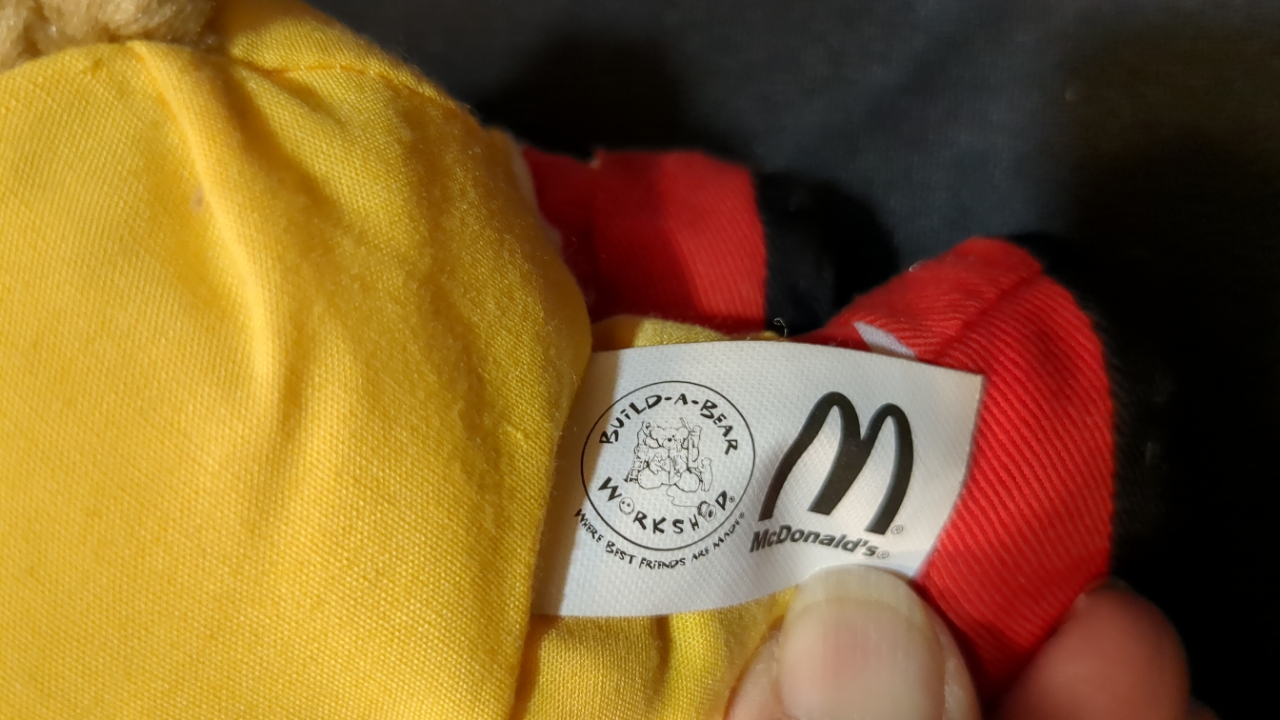 BUILD-A-BEAR
WORKSHOP®
WHERE BEST FRIENDS ARE MADE®
McDonald's®